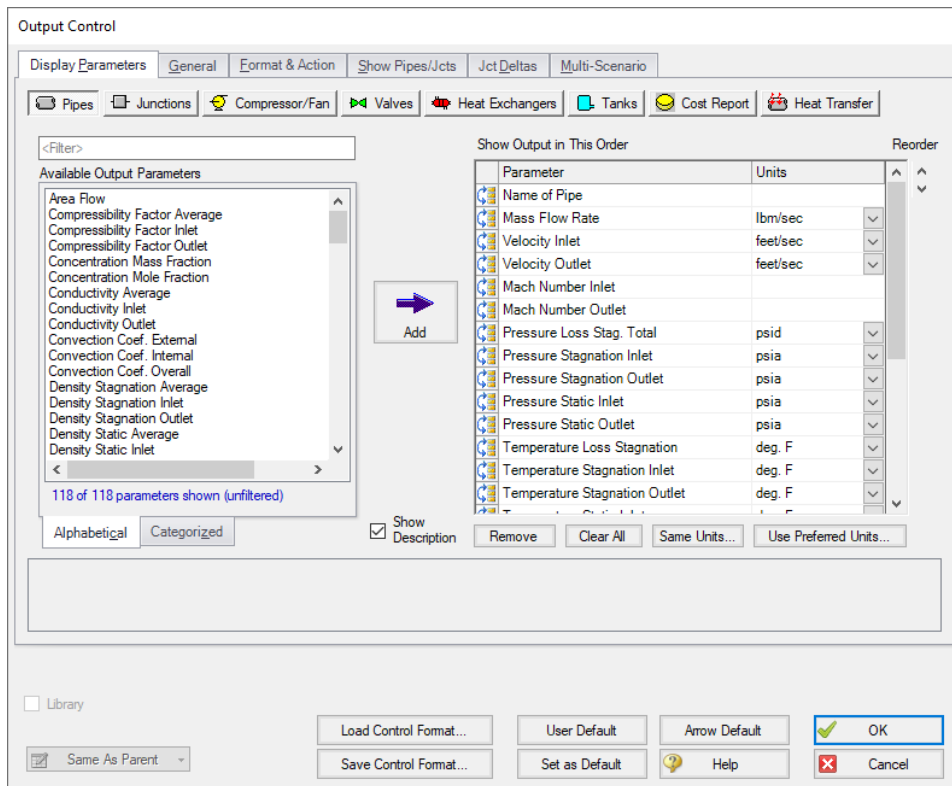 Output Control
Display Parameters
General
Format & Action
Show Pipes/Jcts
Jct Deltas
Multi-Scenario
Pipes
Junctions
Compressor/Fan
Valves
Heat Exchangers
Tanks
Cost Report
Heat Transfer
<Filter>
Available Output Parameters
Area Flow
Compressibility Factor Average
Compressibility Factor Inlet
Compressibility Factor Outlet
Concentration Mass Fraction
Concentration Mole Fraction
Conductivity Average
Conductivity Inlet
Conductivity Outlet
Convection Coef. External
Convection Coef. Internal
Convection Coef. Overall
Density Stagnation Average
Density Stagnation Inlet
Density Stagnation Outlet
Density Static Average
Density Static Inlet
118 of 118 parameters shown (unfiltered)
Alphabetical
Categorized
Add
Show
Description
Show Output in This Order
Reorder
Parameter Units
Name of Pipe
Mass Flow Rate lbm/sec
Velocity Inlet feet/sec
Velocity Outlet feet/sec
Mach Number Inlet
Mach Number Outlet
Pressure Loss Stag. Total psid
Pressure Stagnation Inlet psia
Pressure Stagnation Outlet psia
Pressure Static Inlet psia
Pressure Static Outlet psia
Temperature Loss Stagnation deg. F
Temperature Stagnation Inlet deg. F
Temperature Stagnation Outlet deg. F
Remove
Clear All
Same Units...
Use Preferred Units...
Library
Same As Parent
Load Control Format...
User Default
Arrow Default
OK
Save Control Format...
Set as Default
Help
Cancel